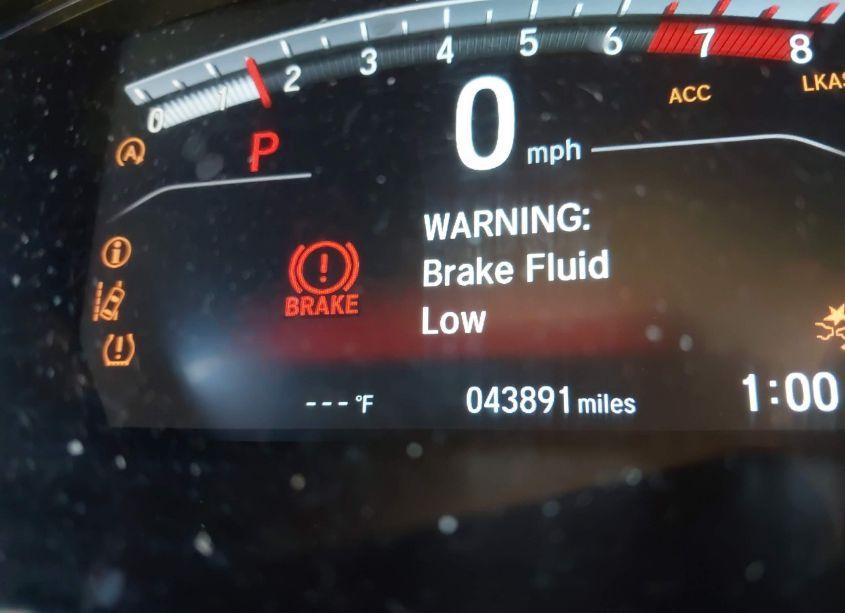 0 1 2 3 4 5 6 7 8
ACC LKAS
A
P
0 mph
WARNING:
Brake Fluid
Low
BRAKE
---°F 043891 miles 1:00